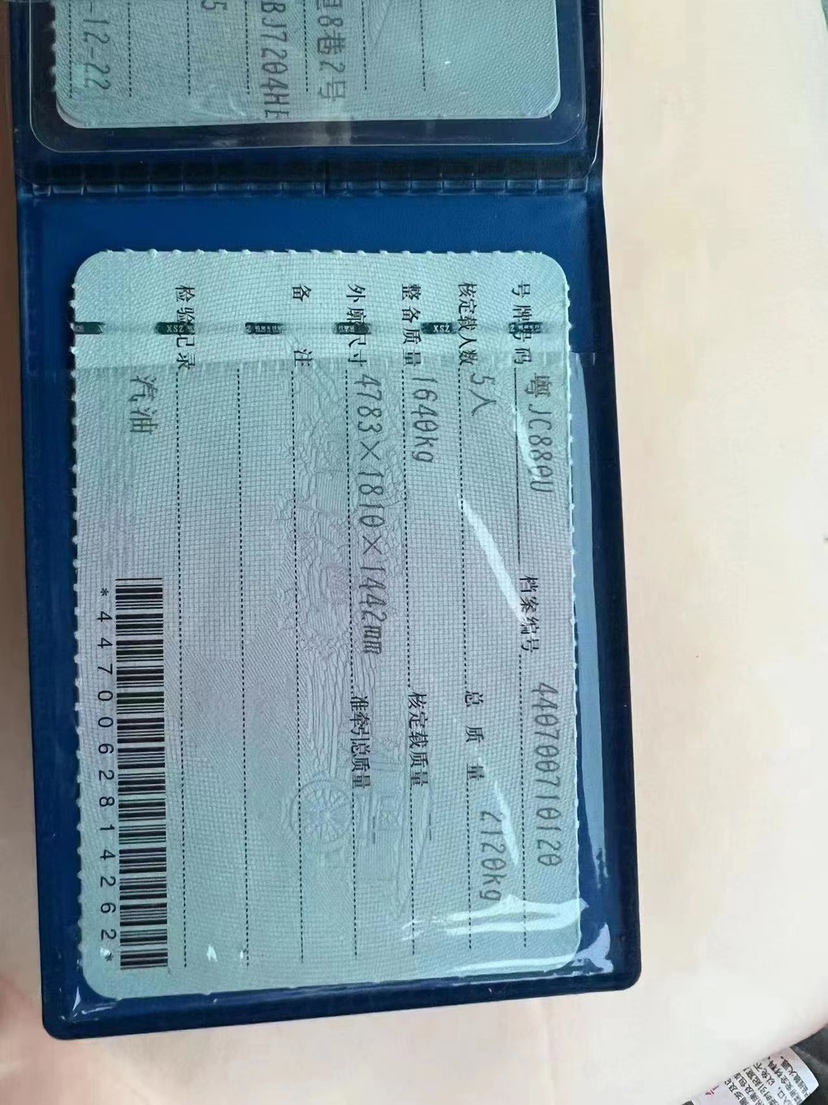 巷2号
BJ7204HE
5
-12-22
号牌号码 粤JC880U 档案编号 440700710120
核定载人数 5人 总质量 2120kg
整备质量 1640kg 核定载质量 --
外廓尺寸 4783×1810×1442mm 准牵引总质量 --
备注
检验记录
汽油
*4470062814262*